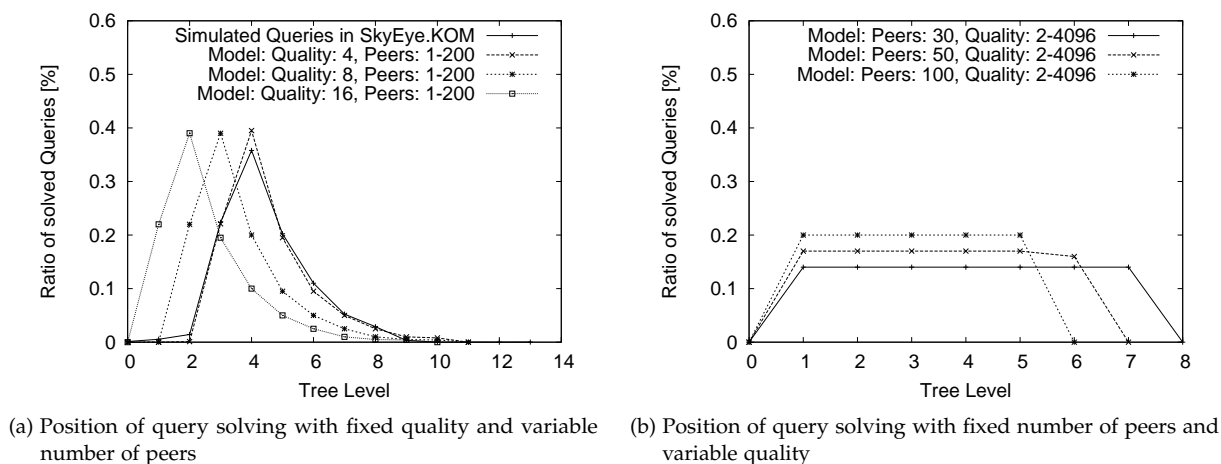 Ratio of solved Queries [%]
0.6
0.5
0.4
0.3
0.2
0.1
0
Simulated Queries in SkyEye.KOM
Model: Quality: 4, Peers: 1-200
Model: Quality: 8, Peers: 1-200
Model: Quality: 16, Peers: 1-200
0 2 4 6 8 10 12 14
Tree Level
(a) Position of query solving with fixed quality and variable
number of peers
Ratio of solved Queries [%]
0.6
0.5
0.4
0.3
0.2
0.1
0
Model: Peers: 30, Quality: 2-4096
Model: Peers: 50, Quality: 2-4096
Model: Peers: 100, Quality: 2-4096
0 1 2 3 4 5 6 7 8
Tree Level
(b) Position of query solving with fixed number of peers and
variable quality